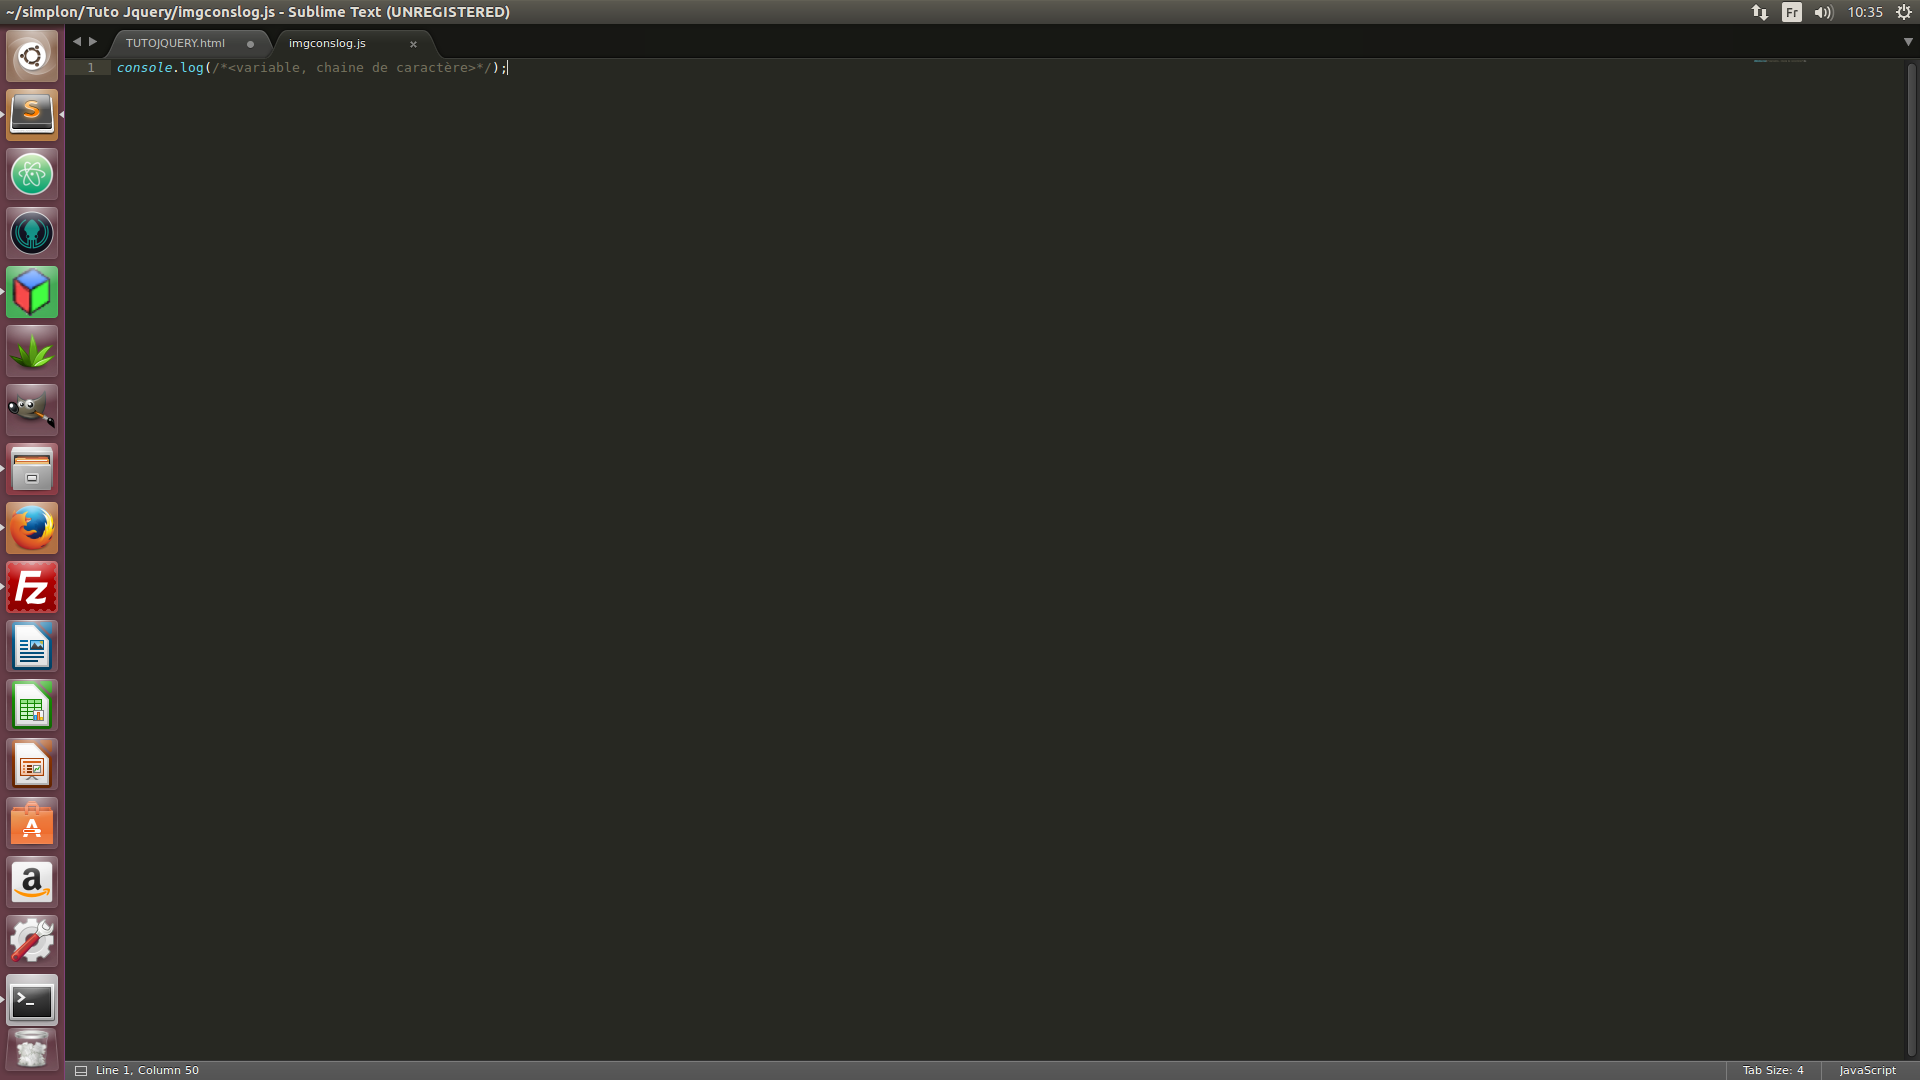 ~/simplon/Tuto Jquery/imgconslog.js - Sublime Text (UNREGISTERED)
Fr
10:35
TUTOJQUERY.html
imgconslog.js
1 console.log(/*<variable, chaine de caractère>*/);
S
Fz
A
a
>_
Line 1, Column 50
Tab Size: 4
JavaScript